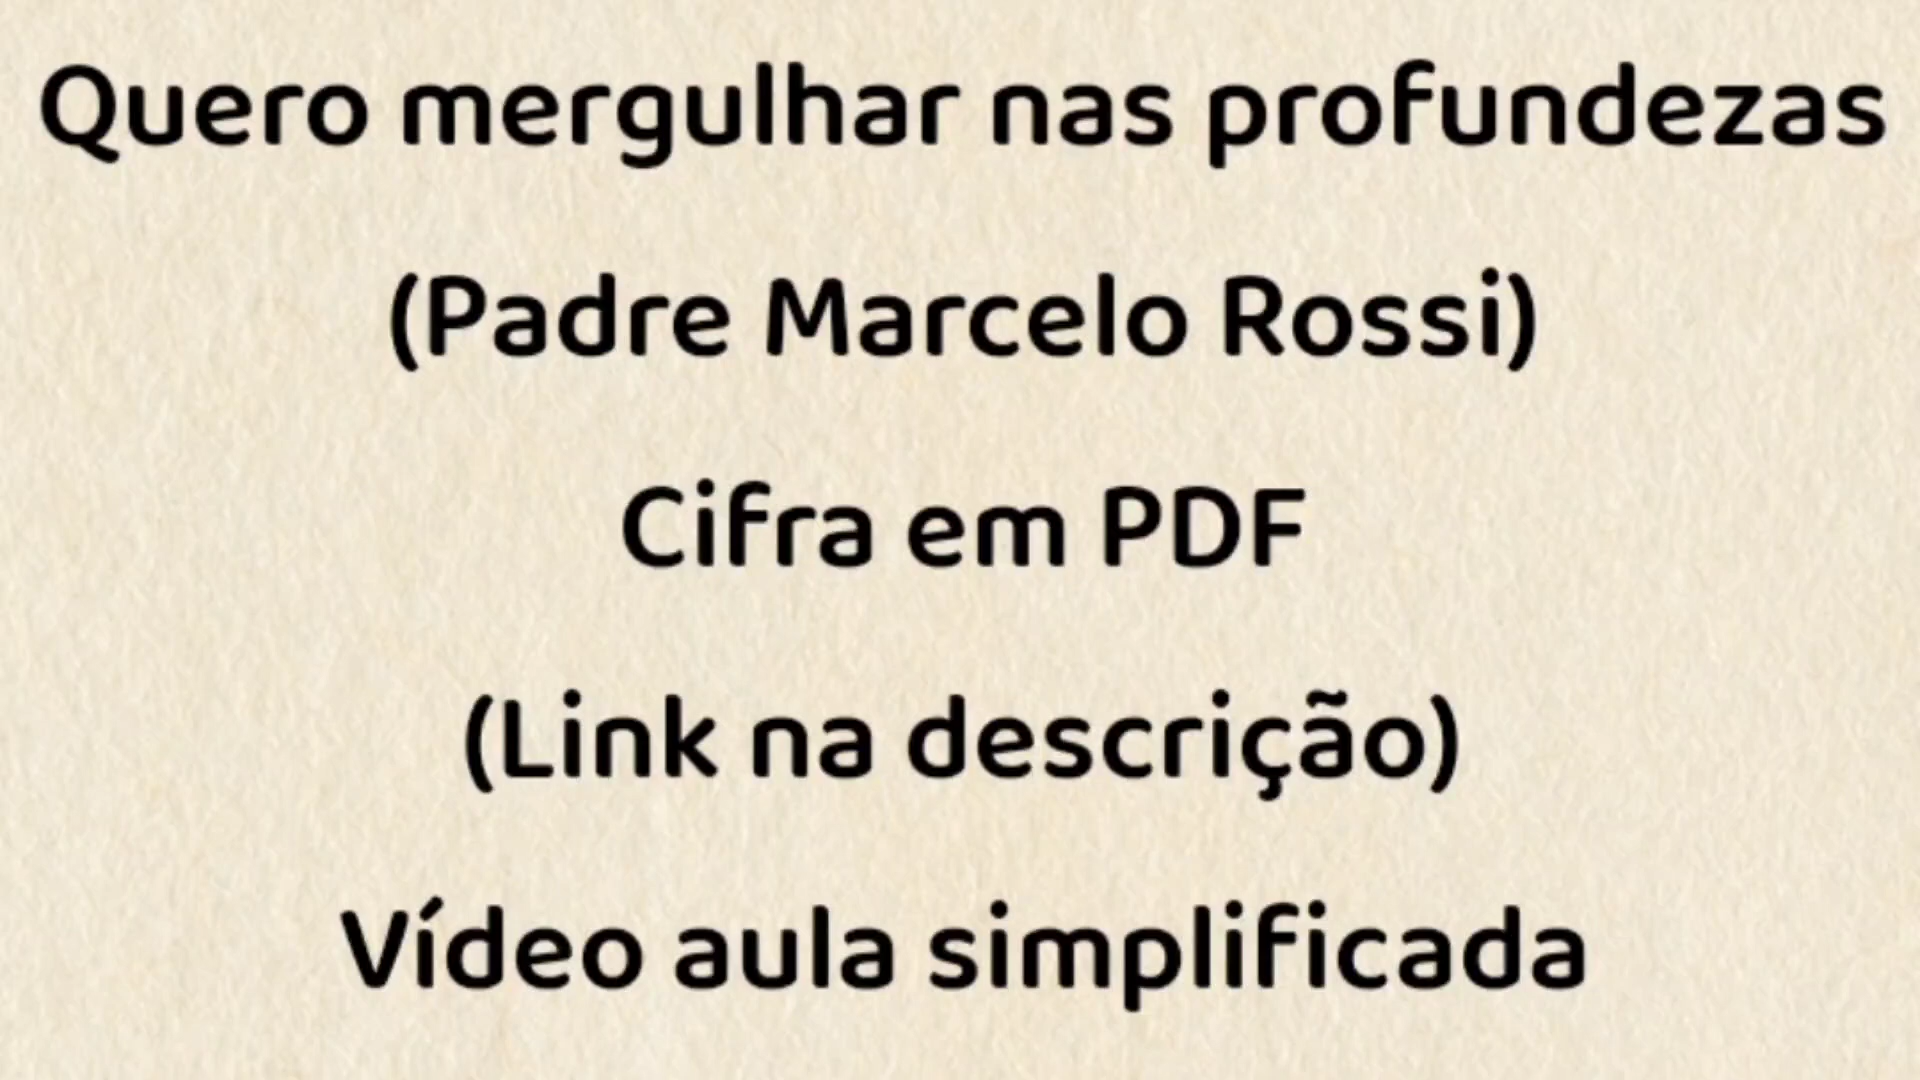 Quero mergulhar nas profundezas
(Padre Marcelo Rossi)
Cifra em PDF
(Link na descrição)
Vídeo aula simplificada